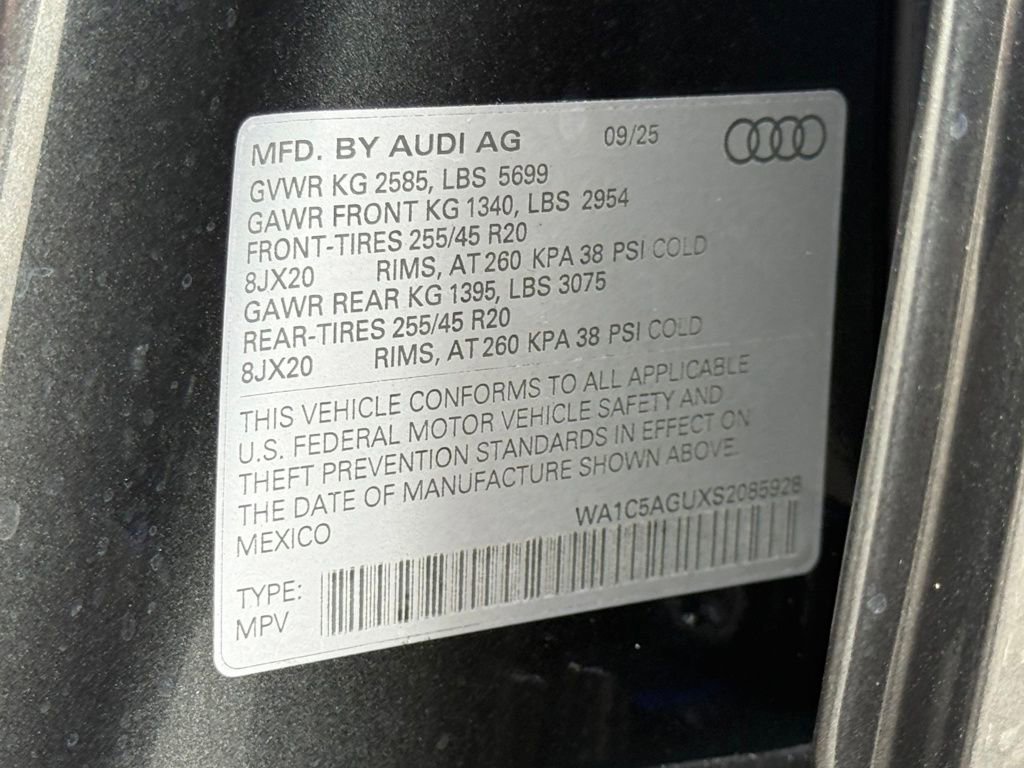 MFD. BY AUDI AG 09/25
GVWR KG 2585, LBS 5699
GAWR FRONT KG 1340, LBS 2954
FRONT-TIRES 255/45 R20
8JX20 RIMS, AT 260 KPA 38 PSI COLD
GAWR REAR KG 1395, LBS 3075
REAR-TIRES 255/45 R20
8JX20 RIMS, AT 260 KPA 38 PSI COLD
THIS VEHICLE CONFORMS TO ALL APPLICABLE
U.S. FEDERAL MOTOR VEHICLE SAFETY AND
THEFT PREVENTION STANDARDS IN EFFECT ON
THE DATE OF MANUFACTURE SHOWN ABOVE.
MEXICO WA1C5AGUXS2085928
TYPE:
MPV